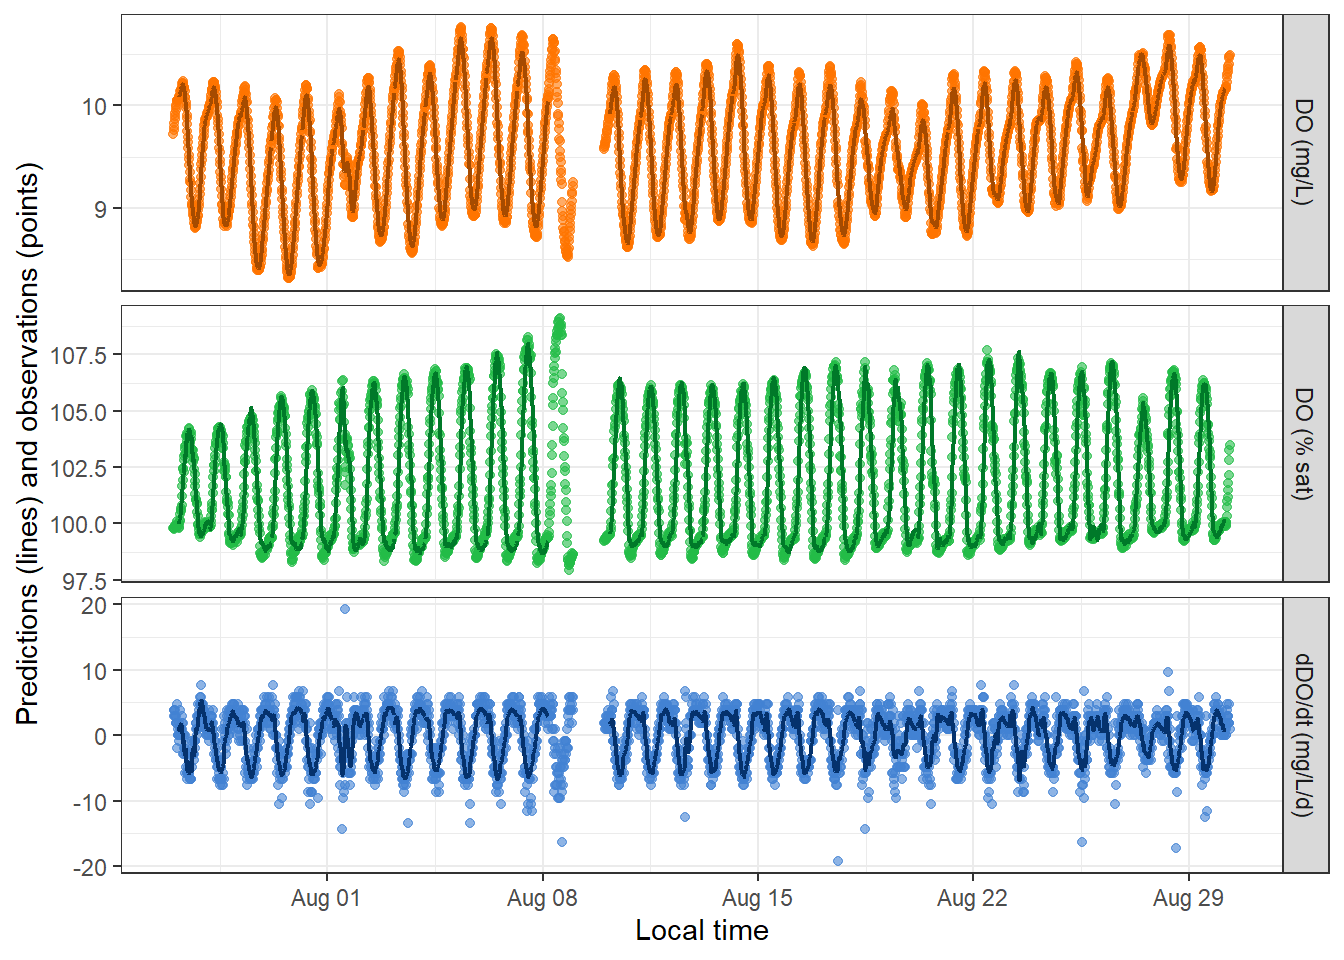 Predictions (lines) and observations (points)
10
9
DO (mg/L)
107.5
105.0
102.5
100.0
97.5
DO (% sat)
20
10
0
-10
-20
dDO/dt (mg/L/d)
Aug 01
Aug 08
Aug 15
Aug 22
Aug 29
Local time